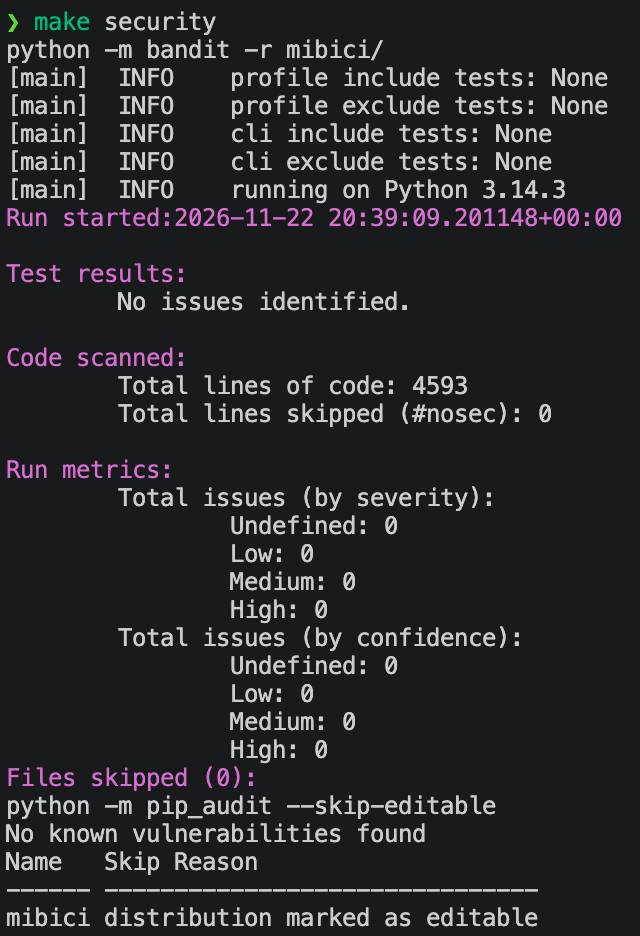 ❯ make security
python -m bandit -r mibici/
[main]  INFO    profile include tests: None
[main]  INFO    profile exclude tests: None
[main]  INFO    cli include tests: None
[main]  INFO    cli exclude tests: None
[main]  INFO    running on Python 3.14.3
Run started:2026-11-22 20:39:09.201148+00:00

Test results:
        No issues identified.

Code scanned:
        Total lines of code: 4593
        Total lines skipped (#nosec): 0

Run metrics:
        Total issues (by severity):
                Undefined: 0
                Low: 0
                Medium: 0
                High: 0
        Total issues (by confidence):
                Undefined: 0
                Low: 0
                Medium: 0
                High: 0
Files skipped (0):
python -m pip_audit --skip-editable
No known vulnerabilities found
Name   Skip Reason
------ --------------------------------
mibici distribution marked as editable